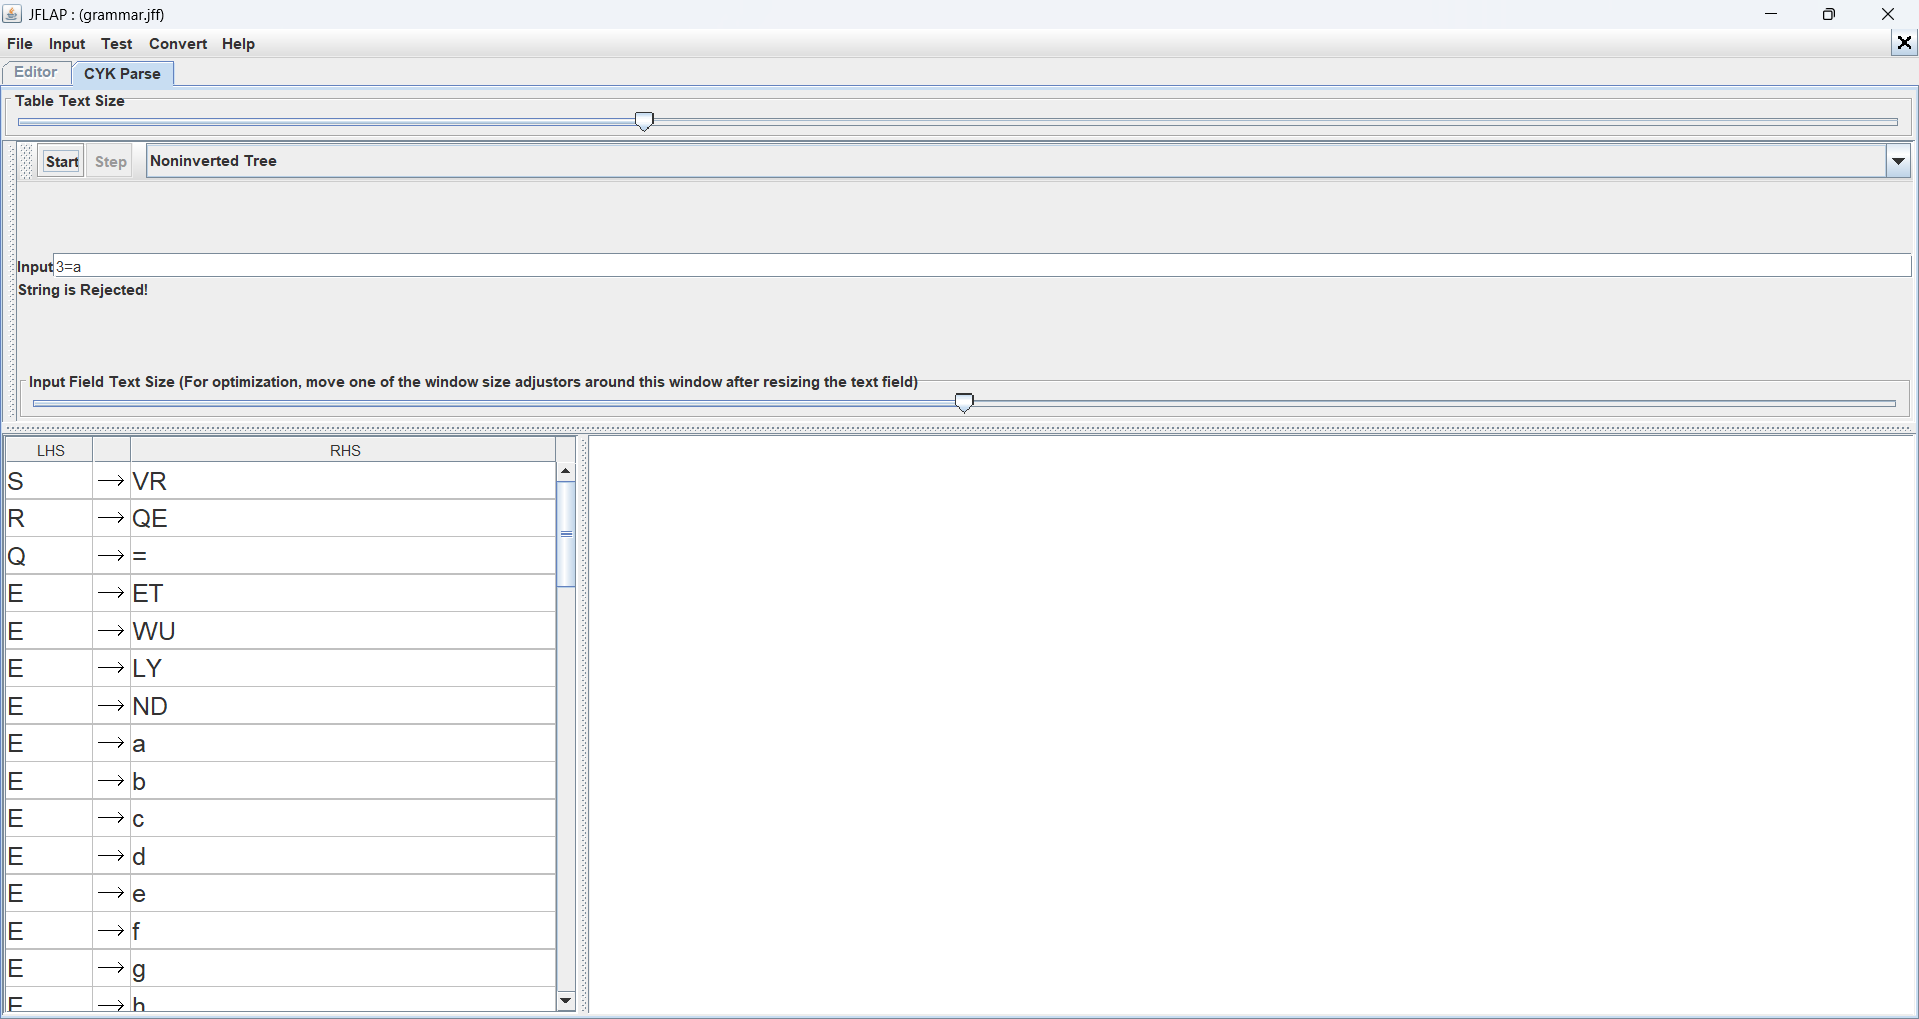 JFLAP : (grammar.jff)
File Input Test Convert Help
Editor CYK Parse
Table Text Size
Start Step Noninverted Tree
Input 3=a
String is Rejected!
Input Field Text Size (For optimization, move one of the window size adjustors around this window after resizing the text field)
LHS RHS
S → VR
R → QE
Q → =
E → ET
E → WU
E → LY
E → ND
E → a
E → b
E → c
E → d
E → e
E → f
E → g
E → h